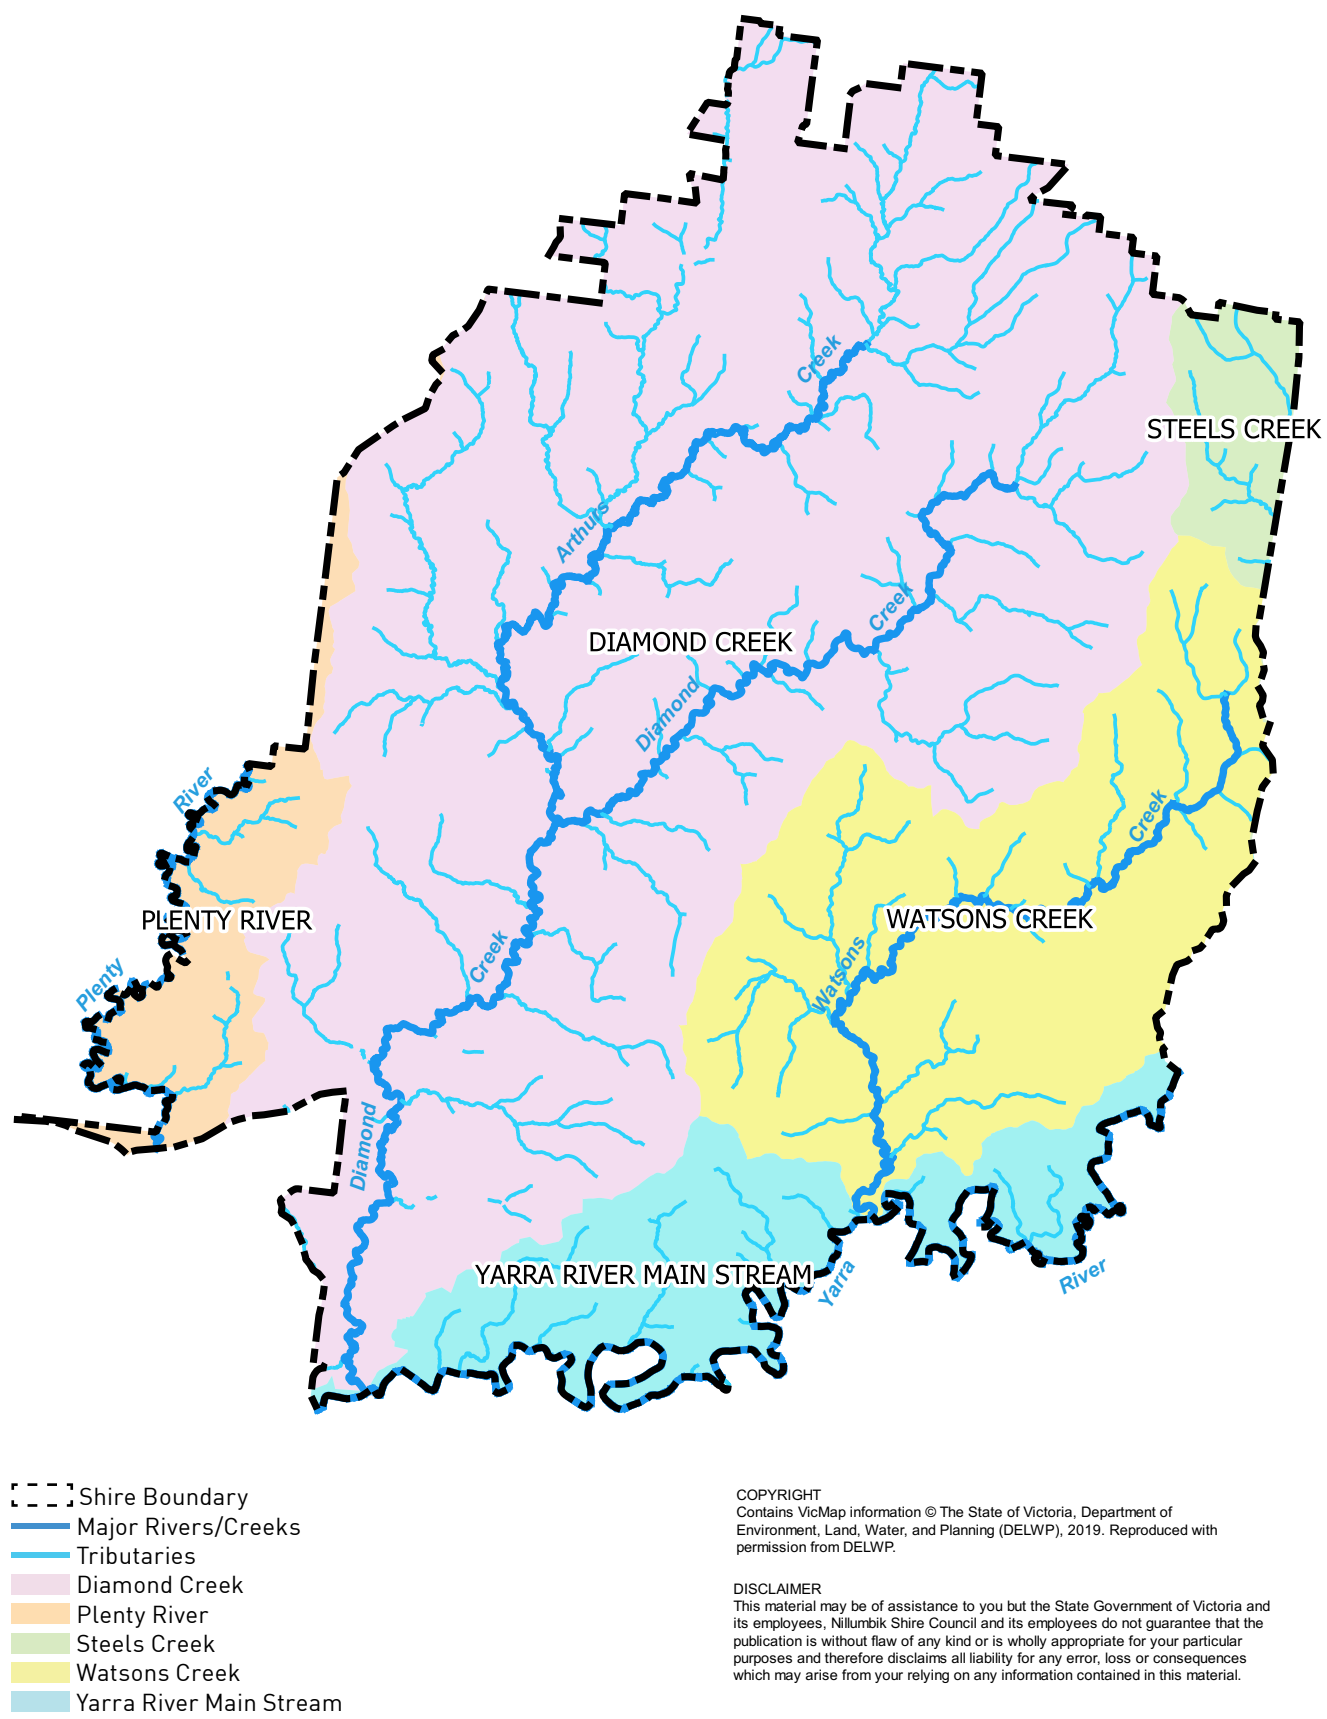 Creek
STEELS CREEK
Arthurs
Creek
DIAMOND CREEK
Diamond
River
Creek
PLENTY RIVER
WATSONS CREEK
Creek
Watsons
Plenty
Diamond
YARRA RIVER MAIN STREAM
Yarra
River
Shire Boundary
Major Rivers/Creeks
Tributaries
Diamond Creek
Plenty River
Steels Creek
Watsons Creek
Yarra River Main Stream
COPYRIGHT
Contains VicMap information © The State of Victoria, Department of
Environment, Land, Water, and Planning (DELWP), 2019. Reproduced with
permission from DELWP.
DISCLAIMER
This material may be of assistance to you but the State Government of Victoria and
its employees, Nillumbik Shire Council and its employees do not guarantee that the
publication is without flaw of any kind or is wholly appropriate for your particular
purposes and therefore disclaims all liability for any error, loss or consequences
which may arise from your relying on any information contained in this material.